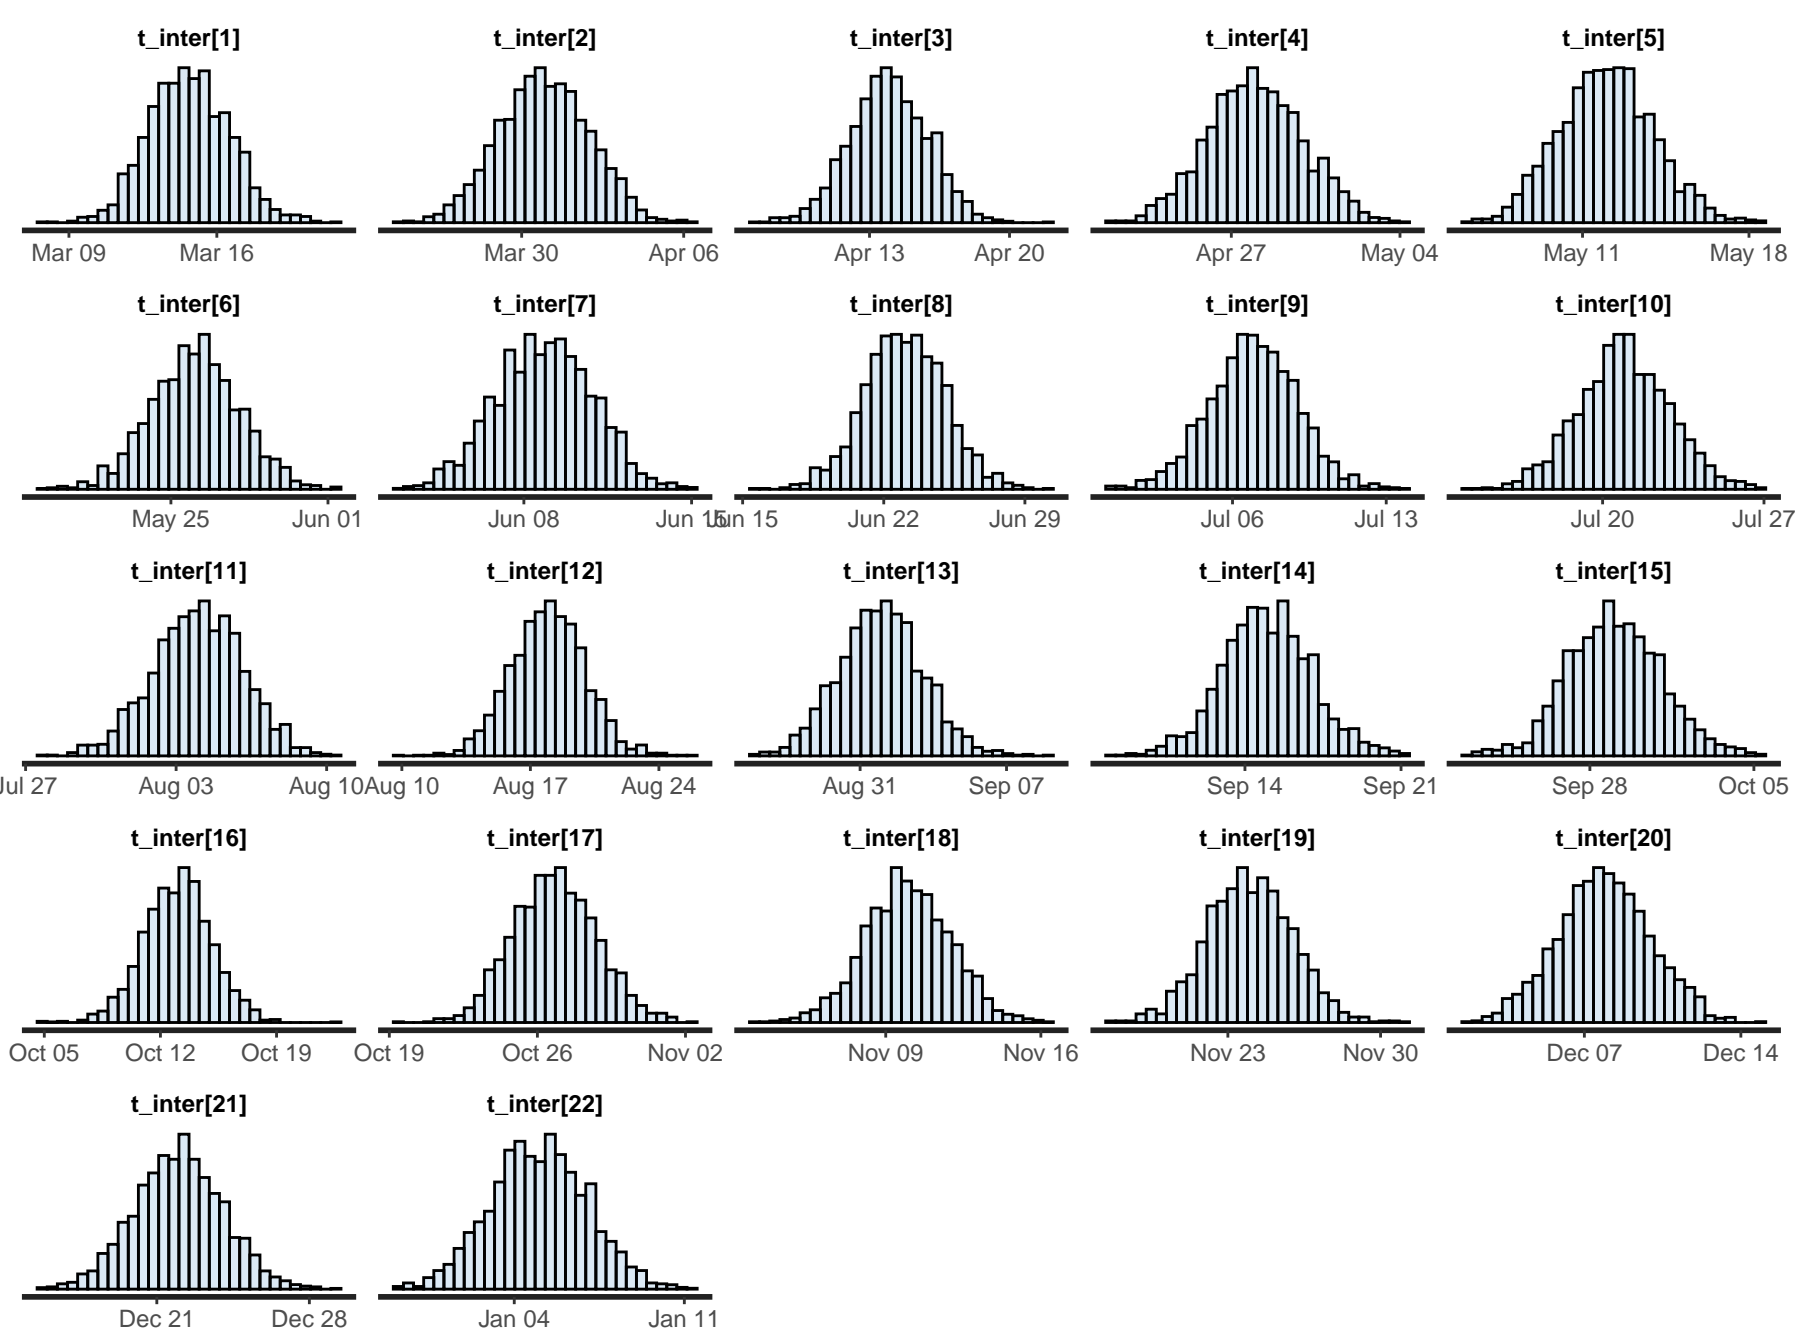 t_inter[1] t_inter[2] t_inter[3] t_inter[4] t_inter[5]
Mar 09 Mar 16 Mar 30 Apr 06 Apr 13 Apr 20 Apr 27 May 04 May 11 May 18
t_inter[6] t_inter[7] t_inter[8] t_inter[9] t_inter[10]
May 25 Jun 01 Jun 08 Jun 15 Jun 15 Jun 22 Jun 29 Jul 06 Jul 13 Jul 20 Jul 27
t_inter[11] t_inter[12] t_inter[13] t_inter[14] t_inter[15]
Jul 27 Aug 03 Aug 10 Aug 10 Aug 17 Aug 24 Aug 31 Sep 07 Sep 14 Sep 21 Sep 28 Oct 05
t_inter[16] t_inter[17] t_inter[18] t_inter[19] t_inter[20]
Oct 05 Oct 12 Oct 19 Oct 19 Oct 26 Nov 02 Nov 09 Nov 16 Nov 23 Nov 30 Dec 07 Dec 14
t_inter[21] t_inter[22]
Dec 21 Dec 28 Jan 04 Jan 11